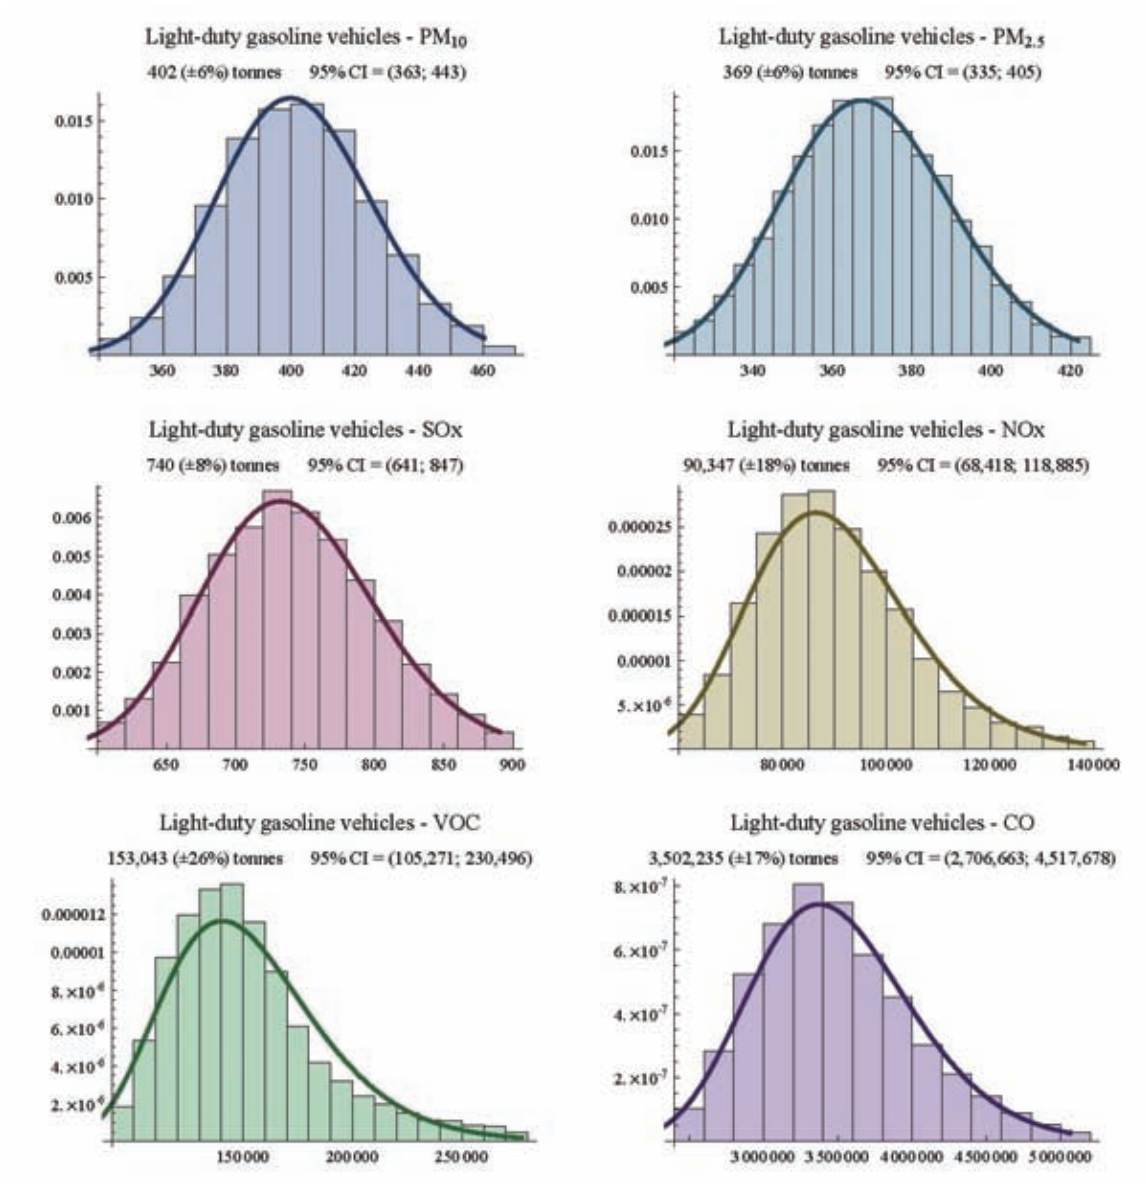 Light-duty gasoline vehicles - PM10
402 (±6%) tonnes 95% CI = (363; 443)
0.015
0.010
0.005
360 380 400 420 440 460
Light-duty gasoline vehicles - PM2.5
369 (±6%) tonnes 95% CI = (335; 405)
0.015
0.010
0.005
340 360 380 400 420
Light-duty gasoline vehicles - SOx
740 (±8%) tonnes 95% CI = (641; 847)
0.006
0.005
0.004
0.003
0.002
0.001
650 700 750 800 850 900
Light-duty gasoline vehicles - NOx
90,347 (±18%) tonnes 95% CI = (68,418; 118,885)
0.000025
0.00002
0.000015
0.00001
5.×10-6
80000 100000 120000 140000
Light-duty gasoline vehicles - VOC
153,043 (±26%) tonnes 95% CI = (105,271; 230,496)
0.000012
0.00001
8.×10-6
6.×10-6
4.×10-6
2.×10-6
150000 200000 250000
Light-duty gasoline vehicles - CO
3,502,235 (±17%) tonnes 95% CI = (2,706,663; 4,517,678)
8.×10-7
6.×10-7
4.×10-7
2.×10-7
3000000 3500000 4000000 4500000 5000000